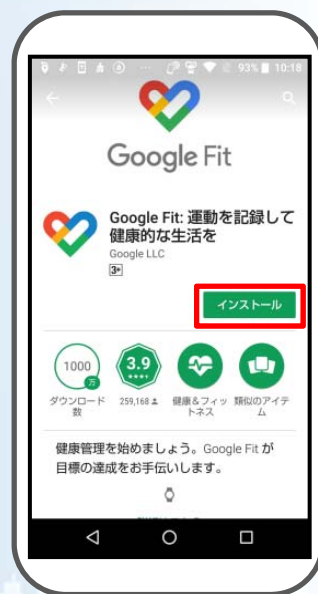 93% 10:18
Google Fit
Google Fit: 運動を記録して
健康的な生活を
Google LLC
3+
インストール
1000
万
3.9
ダウンロード
数
259,168
健康&フィッ
トネス
類似のアイテ
ム
健康管理を始めましょう。Google Fit が
目標の達成をお手伝いします。